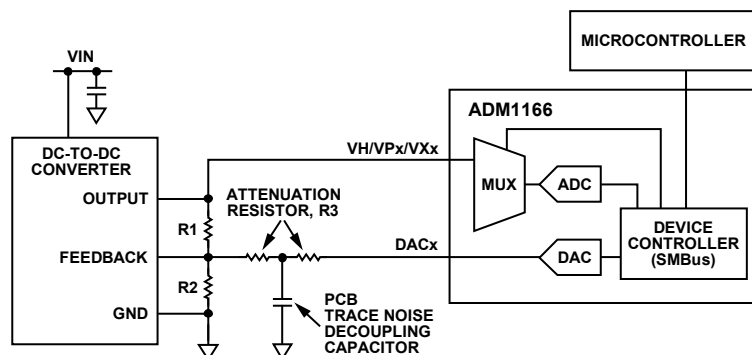 MICROCONTROLLER
VIN
ADM1166
DC-TO-DC
CONVERTER
VH/VPx/VXx
MUX
ADC
OUTPUT
ATTENUATION
RESISTOR, R3
R1
DEVICE
CONTROLLER
(SMBus)
FEEDBACK
DACx
DAC
R2
PCB
TRACE NOISE
DECOUPLING
CAPACITOR
GND